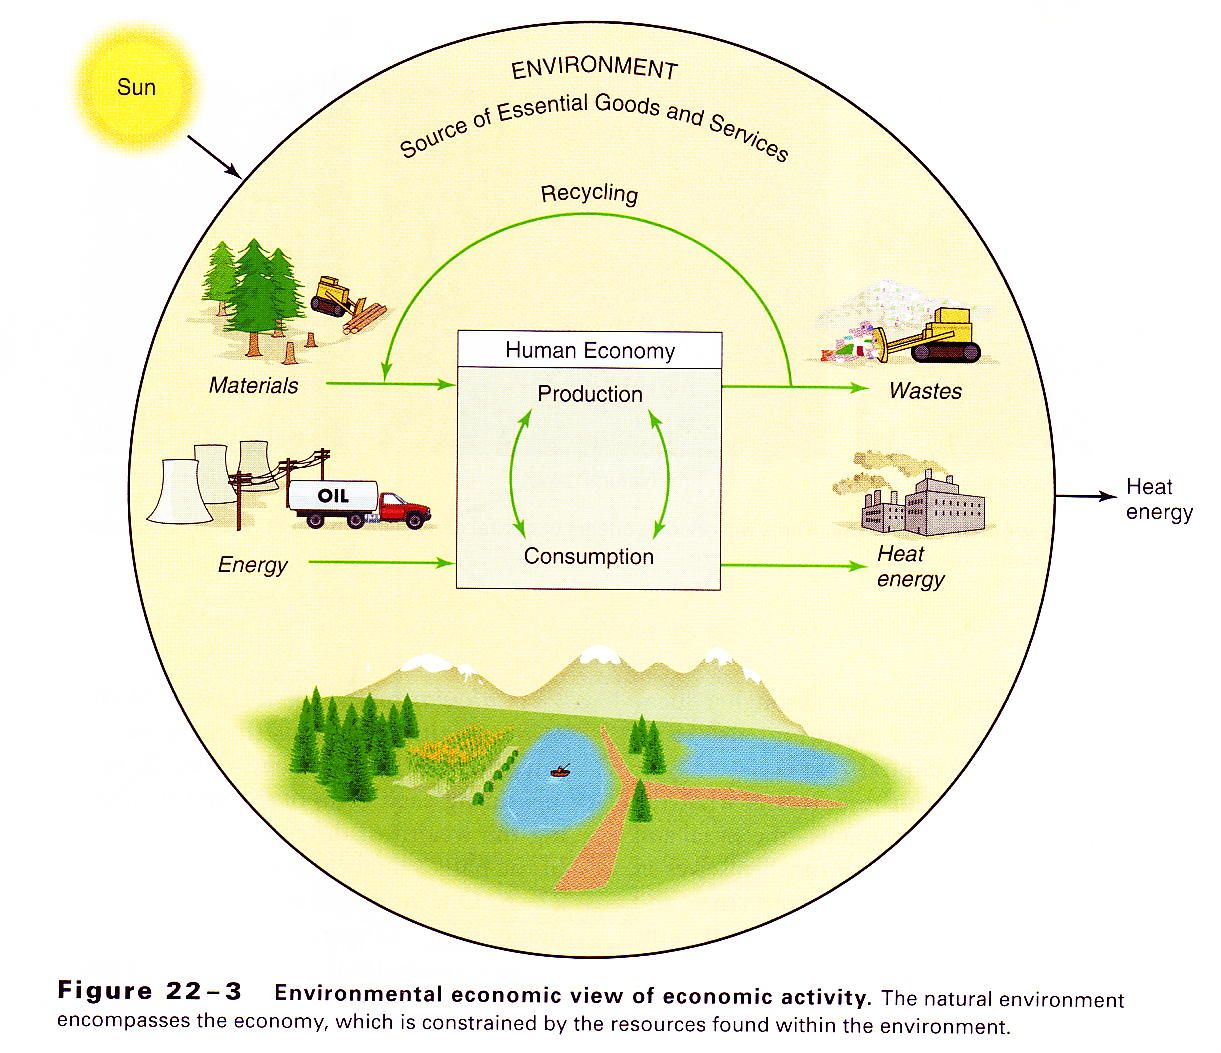 Sun
ENVIRONMENT
Source of Essential Goods and Services
Recycling
Materials
Human Economy
Production
Wastes
OIL
Energy
Consumption
Heat
energy
Heat
energy
Figure 22–3 Environmental economic view of economic activity. The natural environment
encompasses the economy, which is constrained by the resources found within the environment.